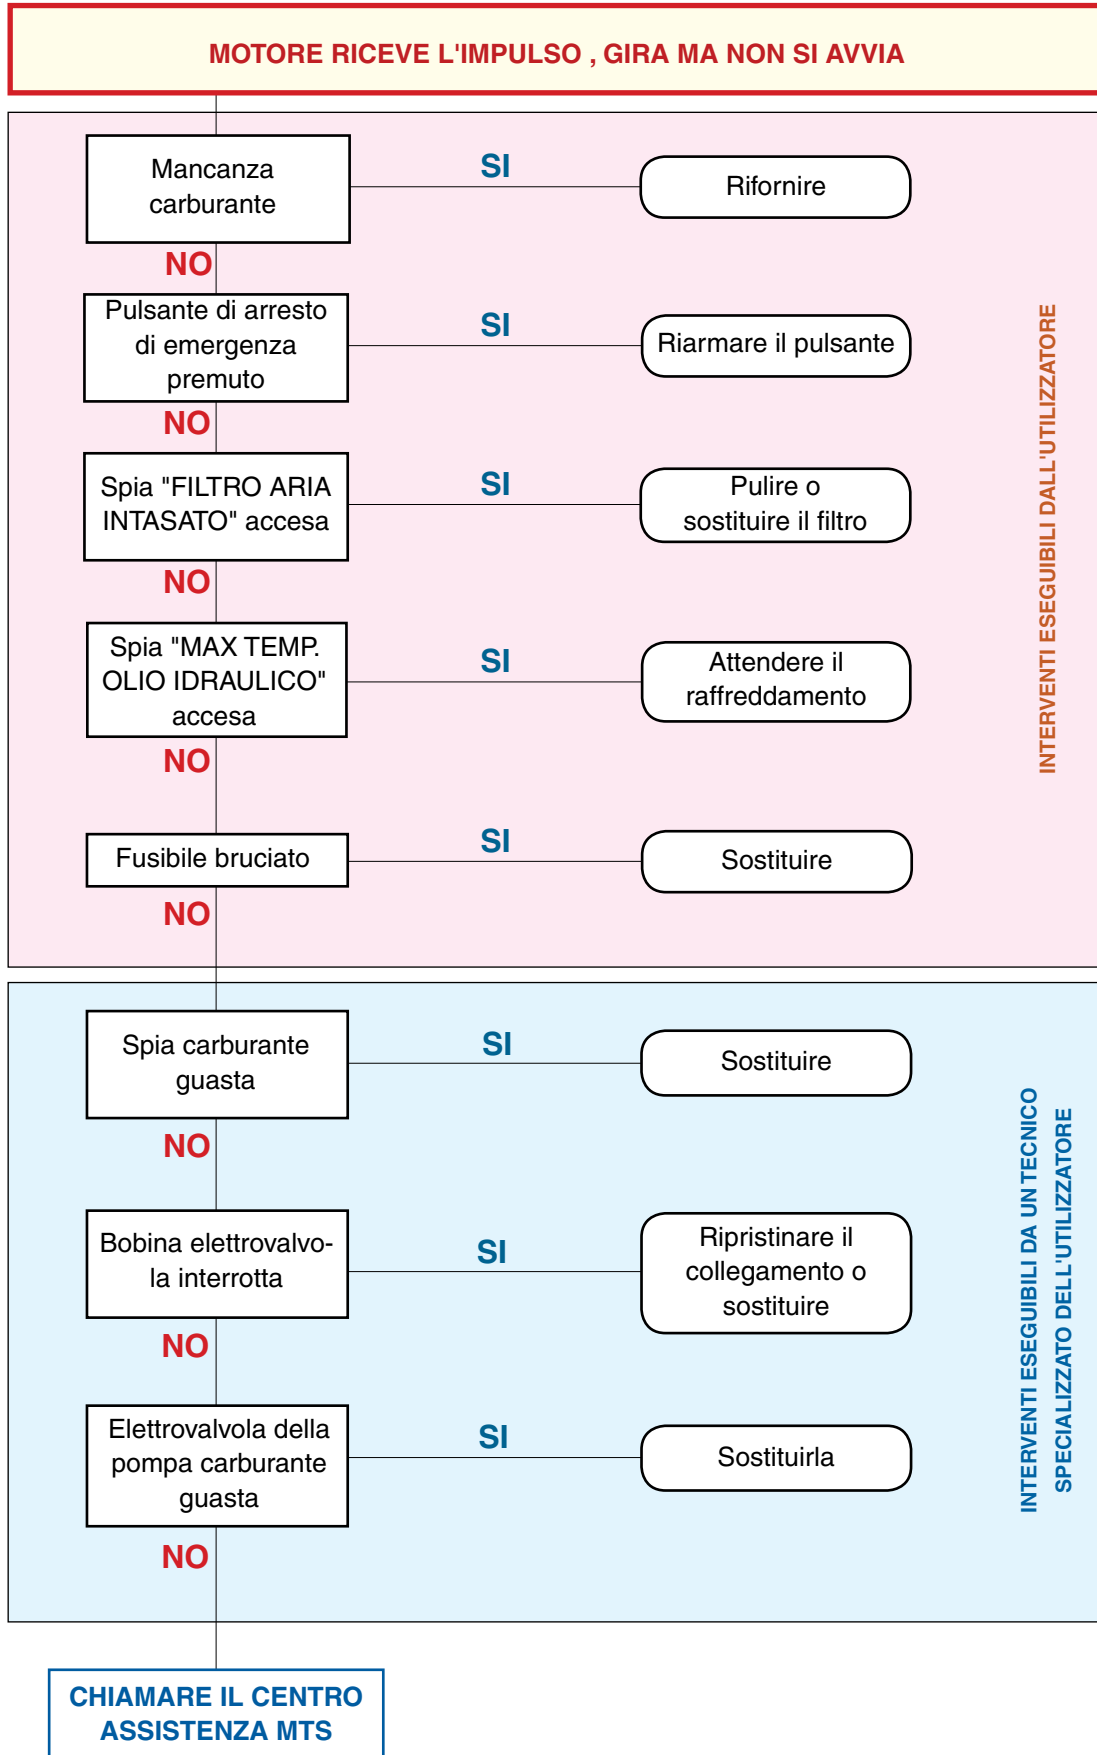 MOTORE RICEVE L'IMPULSO , GIRA MA NON SI AVVIA
Mancanza
carburante
SI
Rifornire
NO
Pulsante di arresto
di emergenza
premuto
SI
Riarmare il pulsante
NO
Spia "FILTRO ARIA
INTASATO" accesa
SI
Pulire o
sostituire il filtro
NO
Spia "MAX TEMP.
OLIO IDRAULICO"
accesa
SI
Attendere il
raffreddamento
NO
Fusibile bruciato
SI
Sostituire
NO
INTERVENTI ESEGUIBILI DALL'UTILIZZATORE
Spia carburante
guasta
SI
Sostituire
NO
Bobina elettrovalvo-
la interrotta
SI
Ripristinare il
collegamento o
sostituire
NO
Elettrovalvola della
pompa carburante
guasta
SI
Sostituirla
NO
INTERVENTI ESEGUIBILI DA UN TECNICO
SPECIALIZZATO DELL'UTILIZZATORE
CHIAMARE IL CENTRO
ASSISTENZA MTS